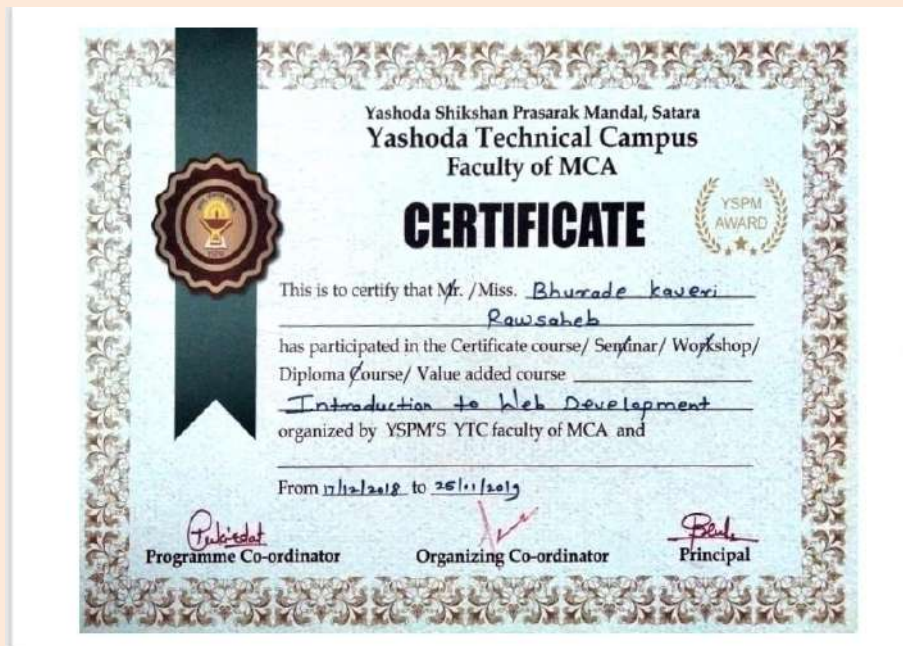 Yashoda Shikshan Prasarak Mandal, Satara
Yashoda Technical Campus
Faculty of MCA
CERTIFICATE
YSPM
AWARD
This is to certify that Mr. /Miss. Bhurade kaveri
Rawsaheb
has participated in the Certificate course/ Seminar/ Workshop/
Diploma Course/ Value added course
Introduction to Web Development
organized by YSPM'S YTC faculty of MCA and
From 17/12/2018 to
Programme Co-ordinator
Organizing Co-ordinator
Principal